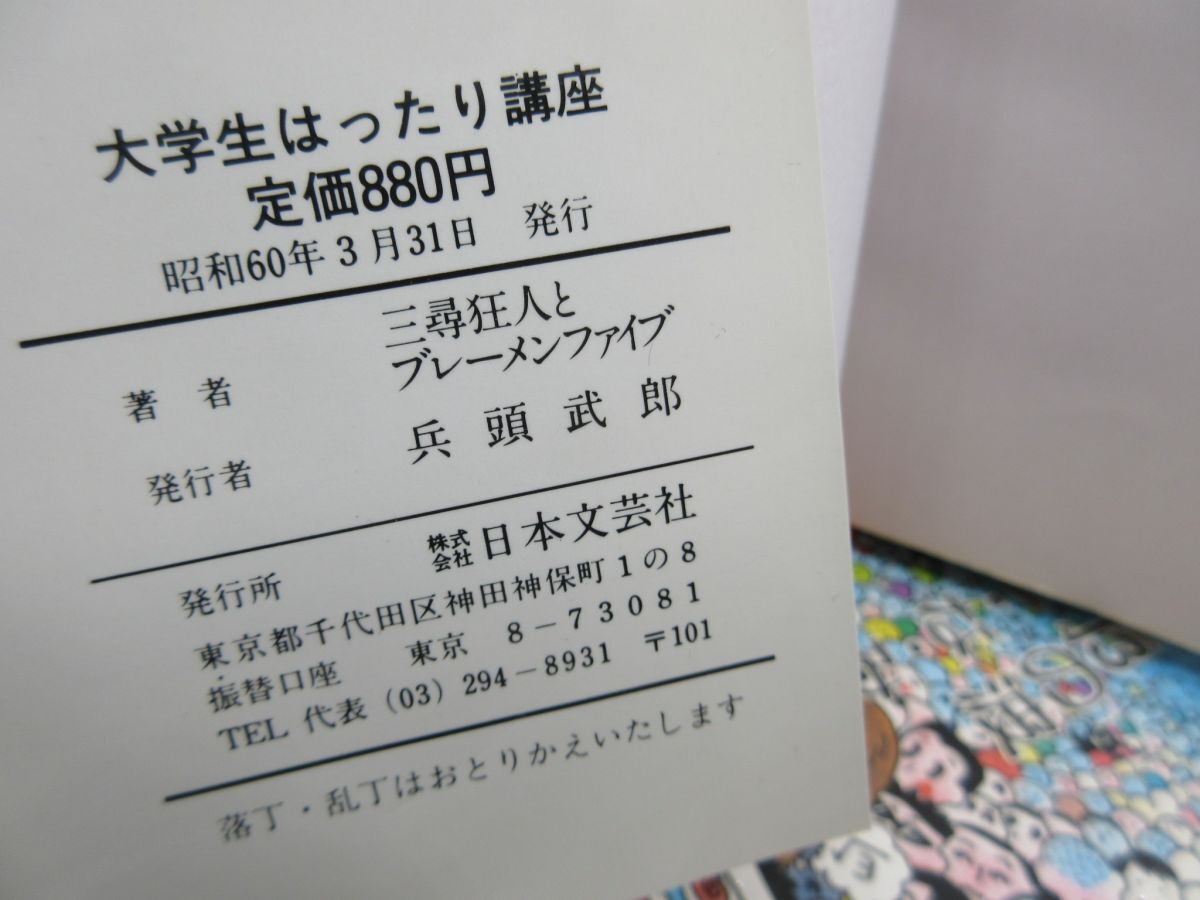 大学生はったり講座
定価880円
昭和60年3月31日 発行
著者 三尋狂人と
ブレーメンファイブ
発行者 兵頭武郎
発行所 株式会社 日本文芸社
東京都千代田区神田神保町1の8
振替口座 東京 8-73081
TEL 代表 (03) 294-8931 〒101
落丁・乱丁はおとりかえいたします